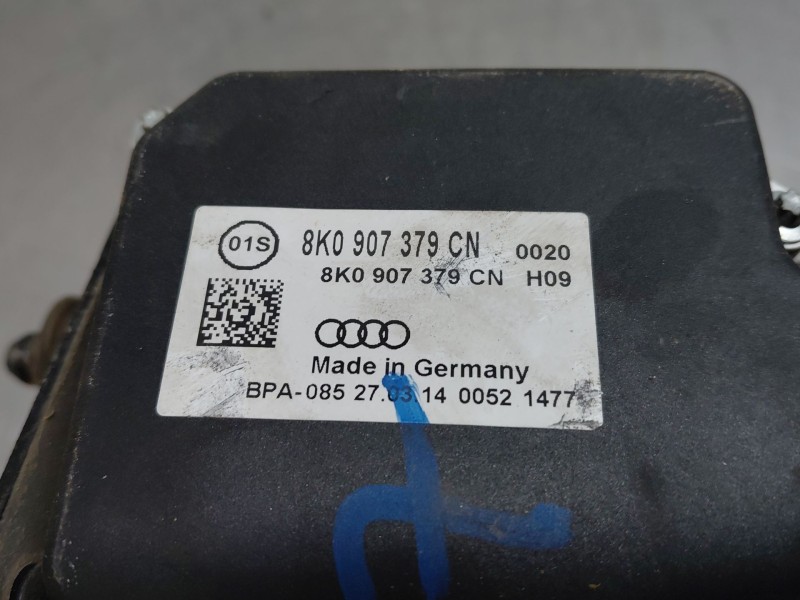 01S 8K0 907 379 CN 0020
8K0 907 379 CN H09
Made in Germany
BPA-085 27.03.14 0052 1477